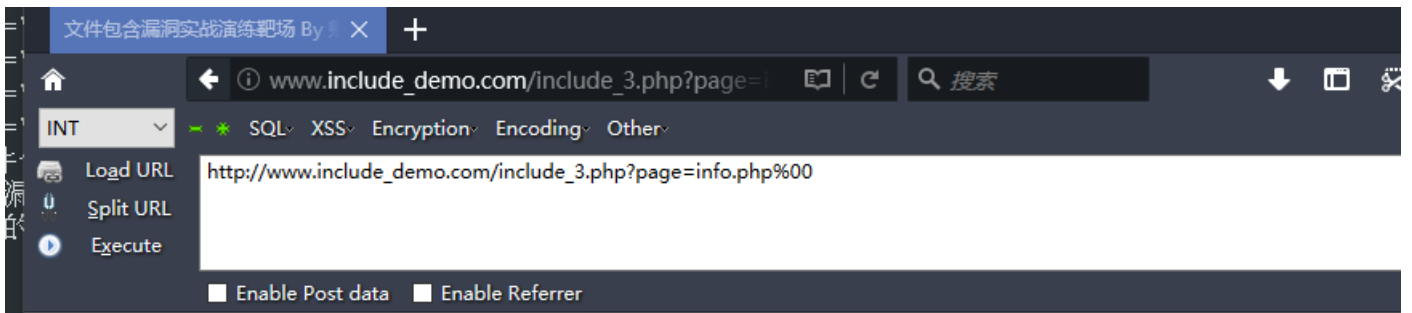 文件包含漏洞实战演练靶场 By
www.include_demo.com/include_3.php?page=i
搜索
INT
SQL XSS Encryption Encoding Other
Load URL
http://www.include_demo.com/include_3.php?page=info.php%00
Split URL
Execute
Enable Post data Enable Referrer